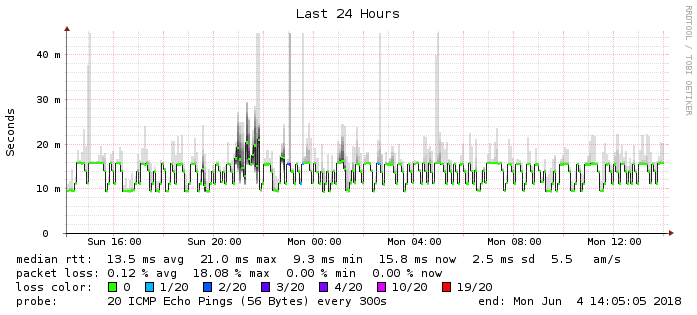 Last 24 Hours
RRDTOOL / TOBI OETIKER
Seconds
40 m
30 m
20 m
10 m
0
Sun 16:00 Sun 20:00 Mon 00:00 Mon 04:00 Mon 08:00 Mon 12:00
median rtt: 13.5 ms avg 21.0 ms max 9.3 ms min 15.8 ms now 2.5 ms sd 5.5 am/s
packet loss: 0.12 % avg 18.08 % max 0.00 % min 0.00 % now
loss color: 0 1/20 2/20 3/20 4/20 10/20 19/20
probe: 20 ICMP Echo Pings (56 Bytes) every 300s end: Mon Jun 4 14:05:05 2018